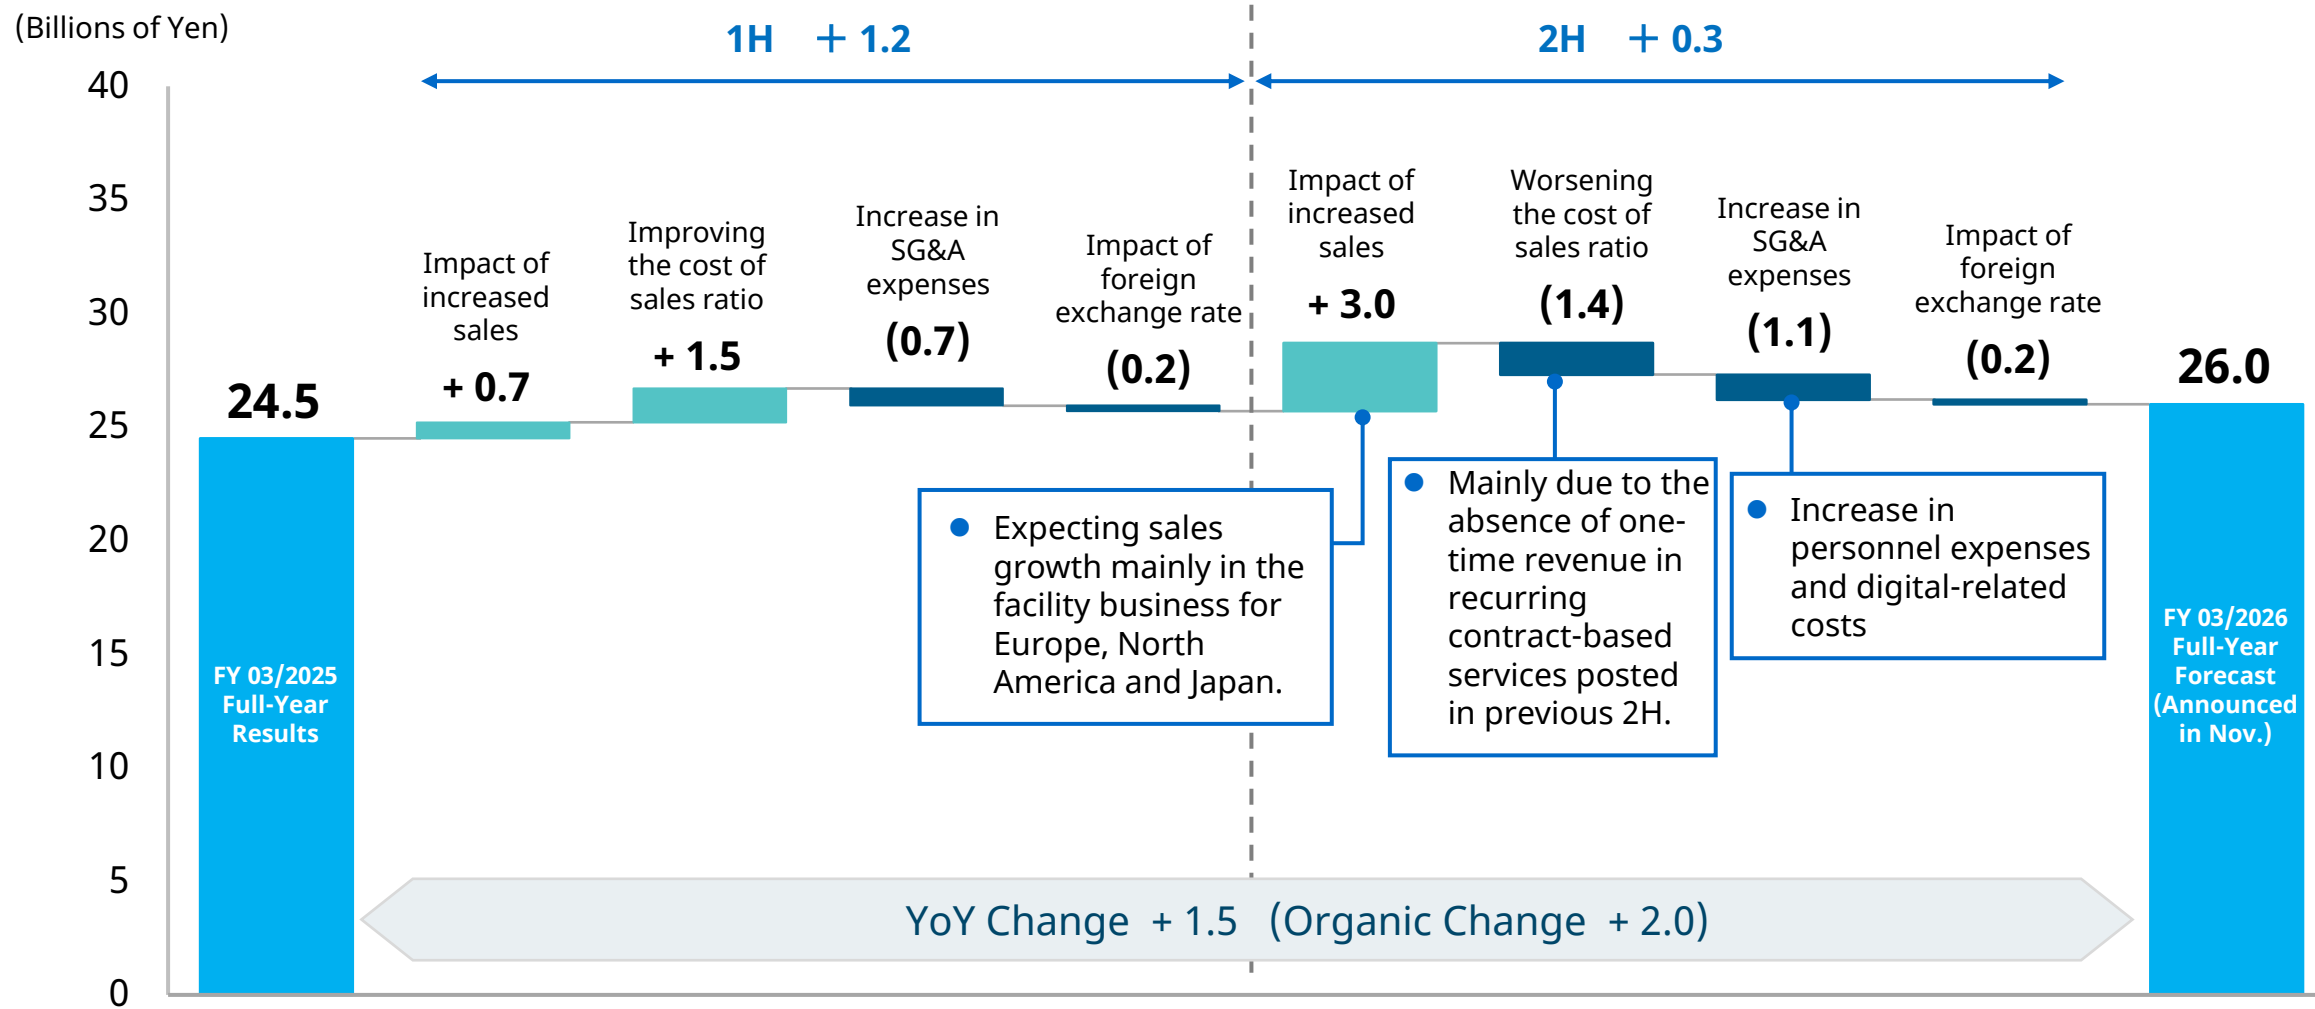 (Billions of Yen)
1H ＋1.2
2H ＋0.3
40
35
30
25
20
15
10
5
0
24.5
FY 03/2025
Full-Year
Results
Impact of
increased
sales
+ 0.7
Improving
the cost of
sales ratio
+ 1.5
Increase in
SG&A
expenses
(0.7)
Impact of
foreign
exchange rate
(0.2)
Impact of
increased
sales
+ 3.0
Worsening
the cost of
sales ratio
(1.4)
Increase in
SG&A
expenses
(1.1)
Impact of
foreign
exchange rate
(0.2)
26.0
FY 03/2026
Full-Year
Forecast
(Announced
in Nov.)
● Expecting sales
growth mainly in the
facility business for
Europe, North
America and Japan.
● Mainly due to the
absence of one-
time revenue in
recurring
contract-based
services posted
in previous 2H.
● Increase in
personnel expenses
and digital-related
costs
YoY Change + 1.5 (Organic Change + 2.0)